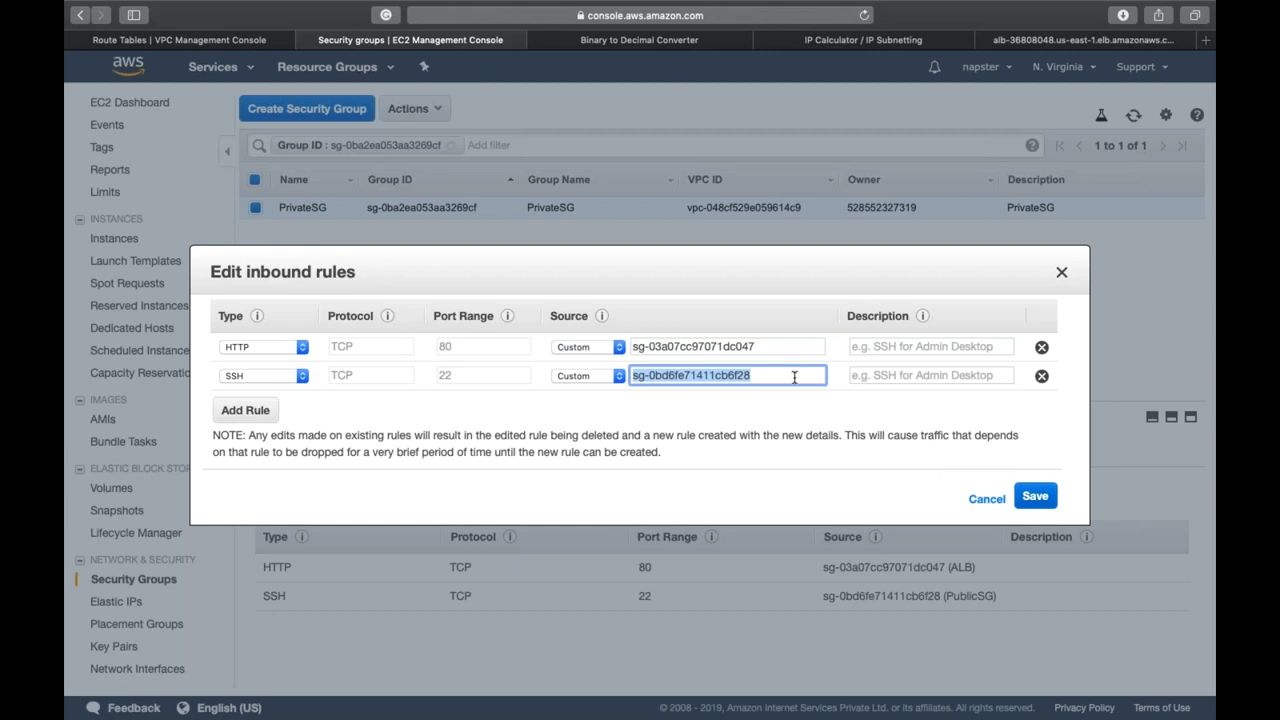 console.aws.amazon.com
Route Tables | VPC Management Console
Security groups | EC2 Management Console
Binary to Decimal Converter
IP Calculator / IP Subnetting
alb-36808048.us-east-1.elb.amazonaws.c...
aws
Services
Resource Groups
napster
N. Virginia
Support
EC2 Dashboard
Events
Tags
Reports
Limits
INSTANCES
Instances
Launch Templates
Spot Requests
Reserved Instances
Dedicated Hosts
Scheduled Instance
Capacity Reservatio
IMAGES
AMIs
Bundle Tasks
ELASTIC BLOCK STOR
Volumes
Snapshots
Lifecycle Manager
NETWORK & SECURITY
Security Groups
Elastic IPs
Placement Groups
Key Pairs
Network Interfaces
Create Security Group
Actions
Group ID : sg-0ba2ea053aa3269cf
Add filter
1 to 1 of 1
Name Group ID Group Name VPC ID Owner Description
PrivateSG sg-0ba2ea053aa3269cf PrivateSG vpc-048cf529e059614c9 528552327319 PrivateSG
Edit inbound rules
Type i Protocol i Port Range i Source i Description i
HTTP TCP 80 Custom sg-03a07cc97071dc047 e.g. SSH for Admin Desktop
SSH TCP 22 Custom sg-0bd6fe71411cb6f28 e.g. SSH for Admin Desktop
Add Rule
NOTE: Any edits made on existing rules will result in the edited rule being deleted and a new rule created with the new details. This will cause traffic that depends
on that rule to be dropped for a very brief period of time until the new rule can be created.
Cancel
Save
Type i Protocol i Port Range i Source i Description i
HTTP TCP 80 sg-03a07cc97071dc047 (ALB)
SSH TCP 22 sg-0bd6fe71411cb6f28 (PublicSG)
Feedback
English (US)
© 2008 - 2019, Amazon Internet Services Private Ltd. or its affiliates. All rights reserved.
Privacy Policy
Terms of Use